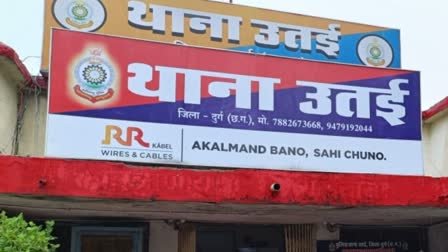 थाना उतई
थाना उतई
जिला - दुर्ग (छ.ग.), मो. 7882673668, 9479192044
RR KABEL
WIRES & CABLES
AKALMAND BANO, SAHI CHUNO.